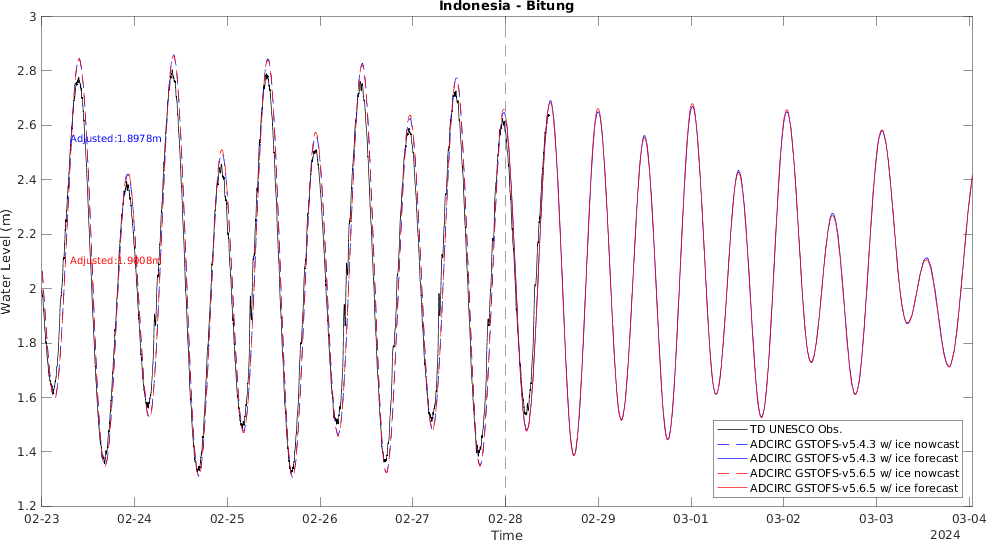 Indonesia - Bitung
Water Level (m)
3
2.8
2.6
2.4
2.2
2
1.8
1.6
1.4
1.2
Adjusted:1.8978m
Adjusted:1.9008m
TD UNESCO Obs.
ADCIRC GSTOFS-v5.4.3 w/ ice nowcast
ADCIRC GSTOFS-v5.4.3 w/ ice forecast
ADCIRC GSTOFS-v5.6.5 w/ ice nowcast
ADCIRC GSTOFS-v5.6.5 w/ ice forecast
02-23 02-24 02-25 02-26 02-27 02-28 02-29 03-01 03-02 03-03 03-04
Time
2024